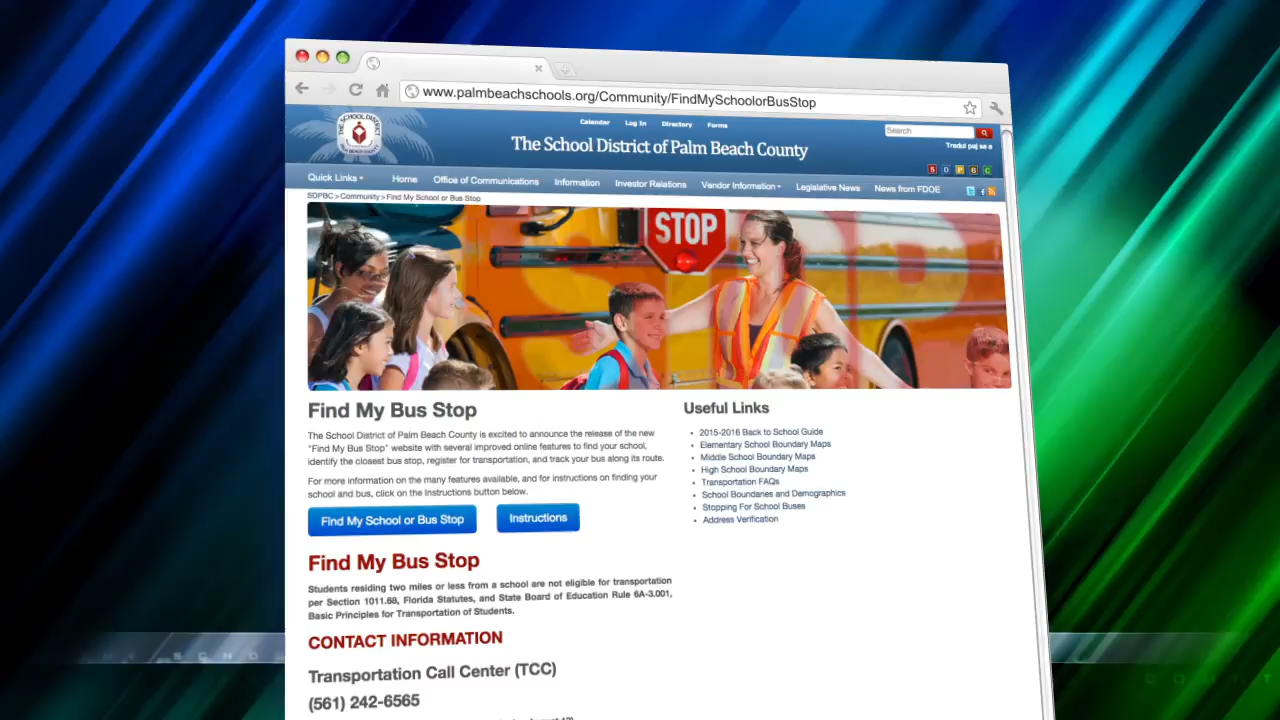 www.palmbeachschools.org/Community/FindMySchoolorBusStop
Calendar Log In Directory Forms
Search
THE SCHOOL DISTRICT
PALM BEACH COUNTY
The School District of Palm Beach County
Tradui paj sa a
S D P B C
Quick Links Home Office of Communications Information Investor Relations Vendor Information Legislative News News from FDOE
SDPBC > Community > Find My School or Bus Stop
STOP
Find My Bus Stop
The School District of Palm Beach County is excited to announce the release of the new
"Find My Bus Stop" website with several improved online features to find your school,
identify the closest bus stop, register for transportation, and track your bus along its route.
For more information on the many features available, and for instructions on finding your
school and bus, click on the Instructions button below.
Find My School or Bus Stop Instructions
Useful Links
2015-2016 Back to School Guide
Elementary School Boundary Maps
Middle School Boundary Maps
High School Boundary Maps
Transportation FAQs
School Boundaries and Demographics
Stopping For School Buses
Address Verification
Find My Bus Stop
Students residing two miles or less from a school are not eligible for transportation
per Section 1011.68, Florida Statutes, and State Board of Education Rule 6A-3.001,
Basic Principles for Transportation of Students.
CONTACT INFORMATION
Transportation Call Center (TCC)
(561) 242-6565